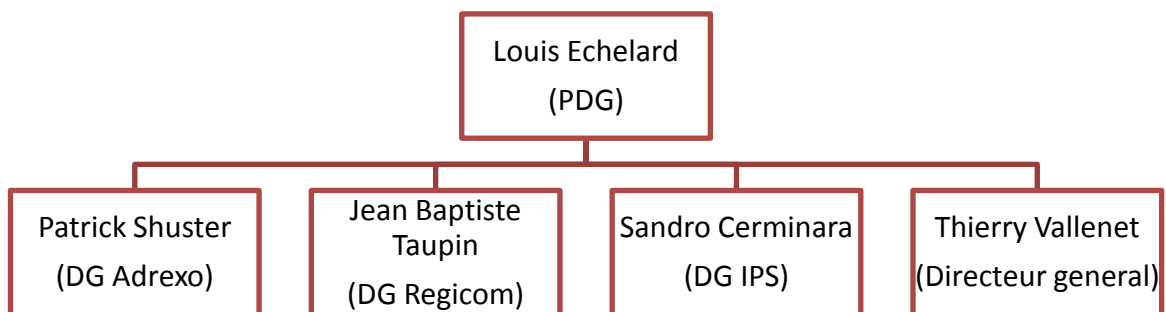 Louis Echelard
(PDG)
Patrick Shuster
(DG Adrexo)
Jean Baptiste
Taupin
(DG Regicom)
Sandro Cerminara
(DG IPS)
Thierry Vallenet
(Directeur general)